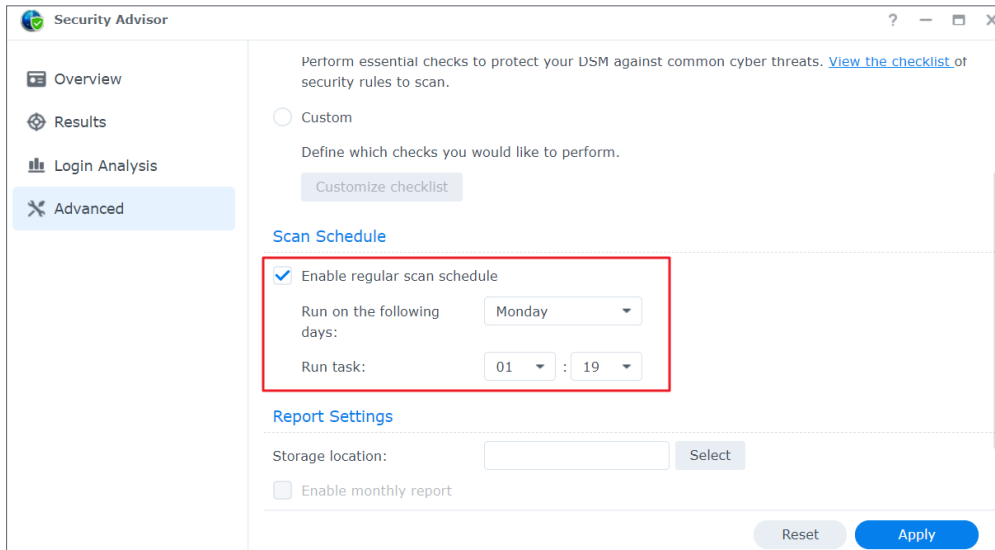 Security Advisor
Overview
Results
Login Analysis
Advanced
Perform essential checks to protect your DSM against common cyber threats. View the checklist of
security rules to scan.
Custom
Define which checks you would like to perform.
Customize checklist
Scan Schedule
Enable regular scan schedule
Run on the following
days:
Monday
Run task:
01 : 19
Report Settings
Storage location:
Select
Enable monthly report
Reset
Apply